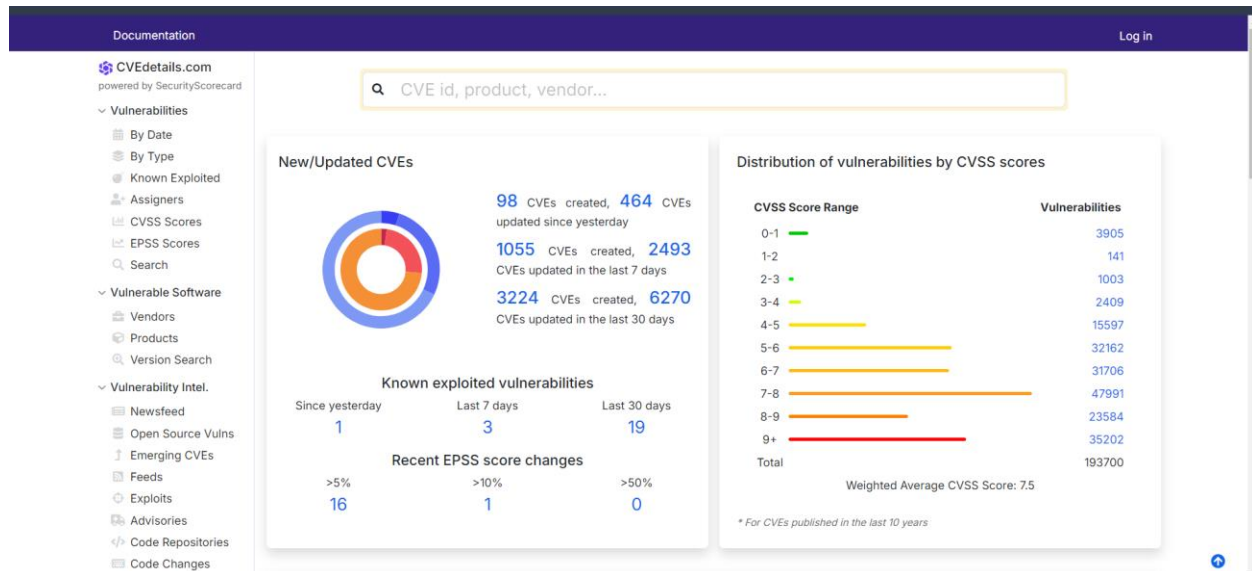 Documentation
Log in
CVEdetails.com
powered by SecurityScorecard
Vulnerabilities
By Date
By Type
Known Exploited
Assigners
CVSS Scores
EPSS Scores
Search
Vulnerable Software
Vendors
Products
Version Search
Vulnerability Intel.
Newsfeed
Open Source Vulns
Emerging CVEs
Feeds
Exploits
Advisories
Code Repositories
Code Changes
CVE id, product, vendor...
New/Updated CVEs
98 CVEs created, 464 CVEs
updated since yesterday
1055 CVEs created, 2493
CVEs updated in the last 7 days
3224 CVEs created, 6270
CVEs updated in the last 30 days
Known exploited vulnerabilities
Since yesterday Last 7 days Last 30 days
1 3 19
Recent EPSS score changes
>5% >10% >50%
16 1 0
Distribution of vulnerabilities by CVSS scores
CVSS Score Range Vulnerabilities
0-1 3905
1-2 141
2-3 1003
3-4 2409
4-5 15597
5-6 32162
6-7 31706
7-8 47991
8-9 23584
9+ 35202
Total 193700
Weighted Average CVSS Score: 7.5
* For CVEs published in the last 10 years